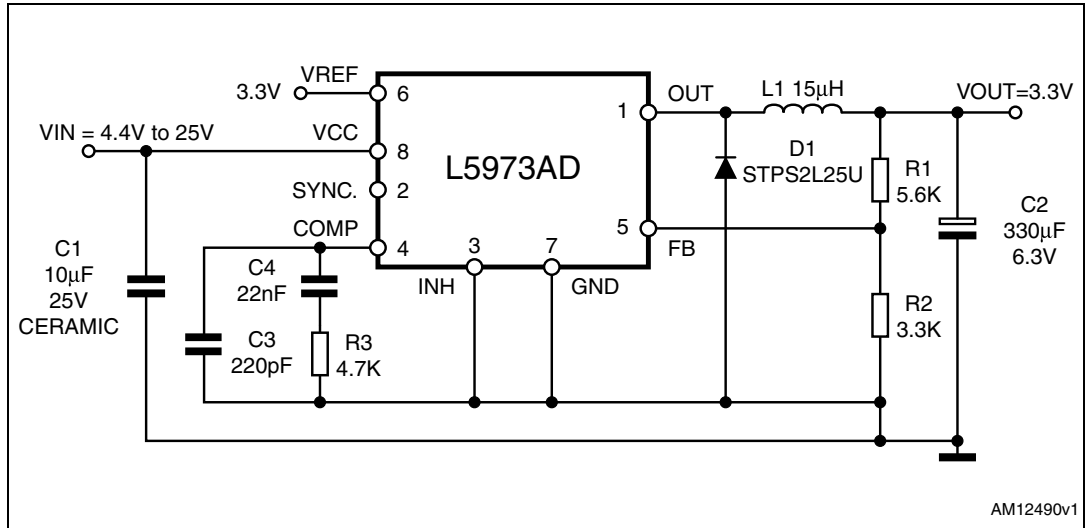 VREF
3.3V
6
VIN = 4.4V to 25V
VCC
8
L5973AD
SYNC.
2
COMP
4
3
INH
7
GND
1
OUT
L1 15µH
VOUT=3.3V
D1
STPS2L25U
5
FB
R1
5.6K
C2
330µF
6.3V
R2
3.3K
C1
10µF
25V
CERAMIC
C4
22nF
C3
220pF
R3
4.7K
AM12490v1